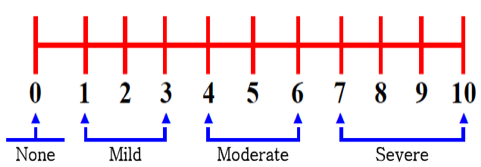 0 1 2 3 4 5 6 7 8 9 10
None Mild Moderate Severe